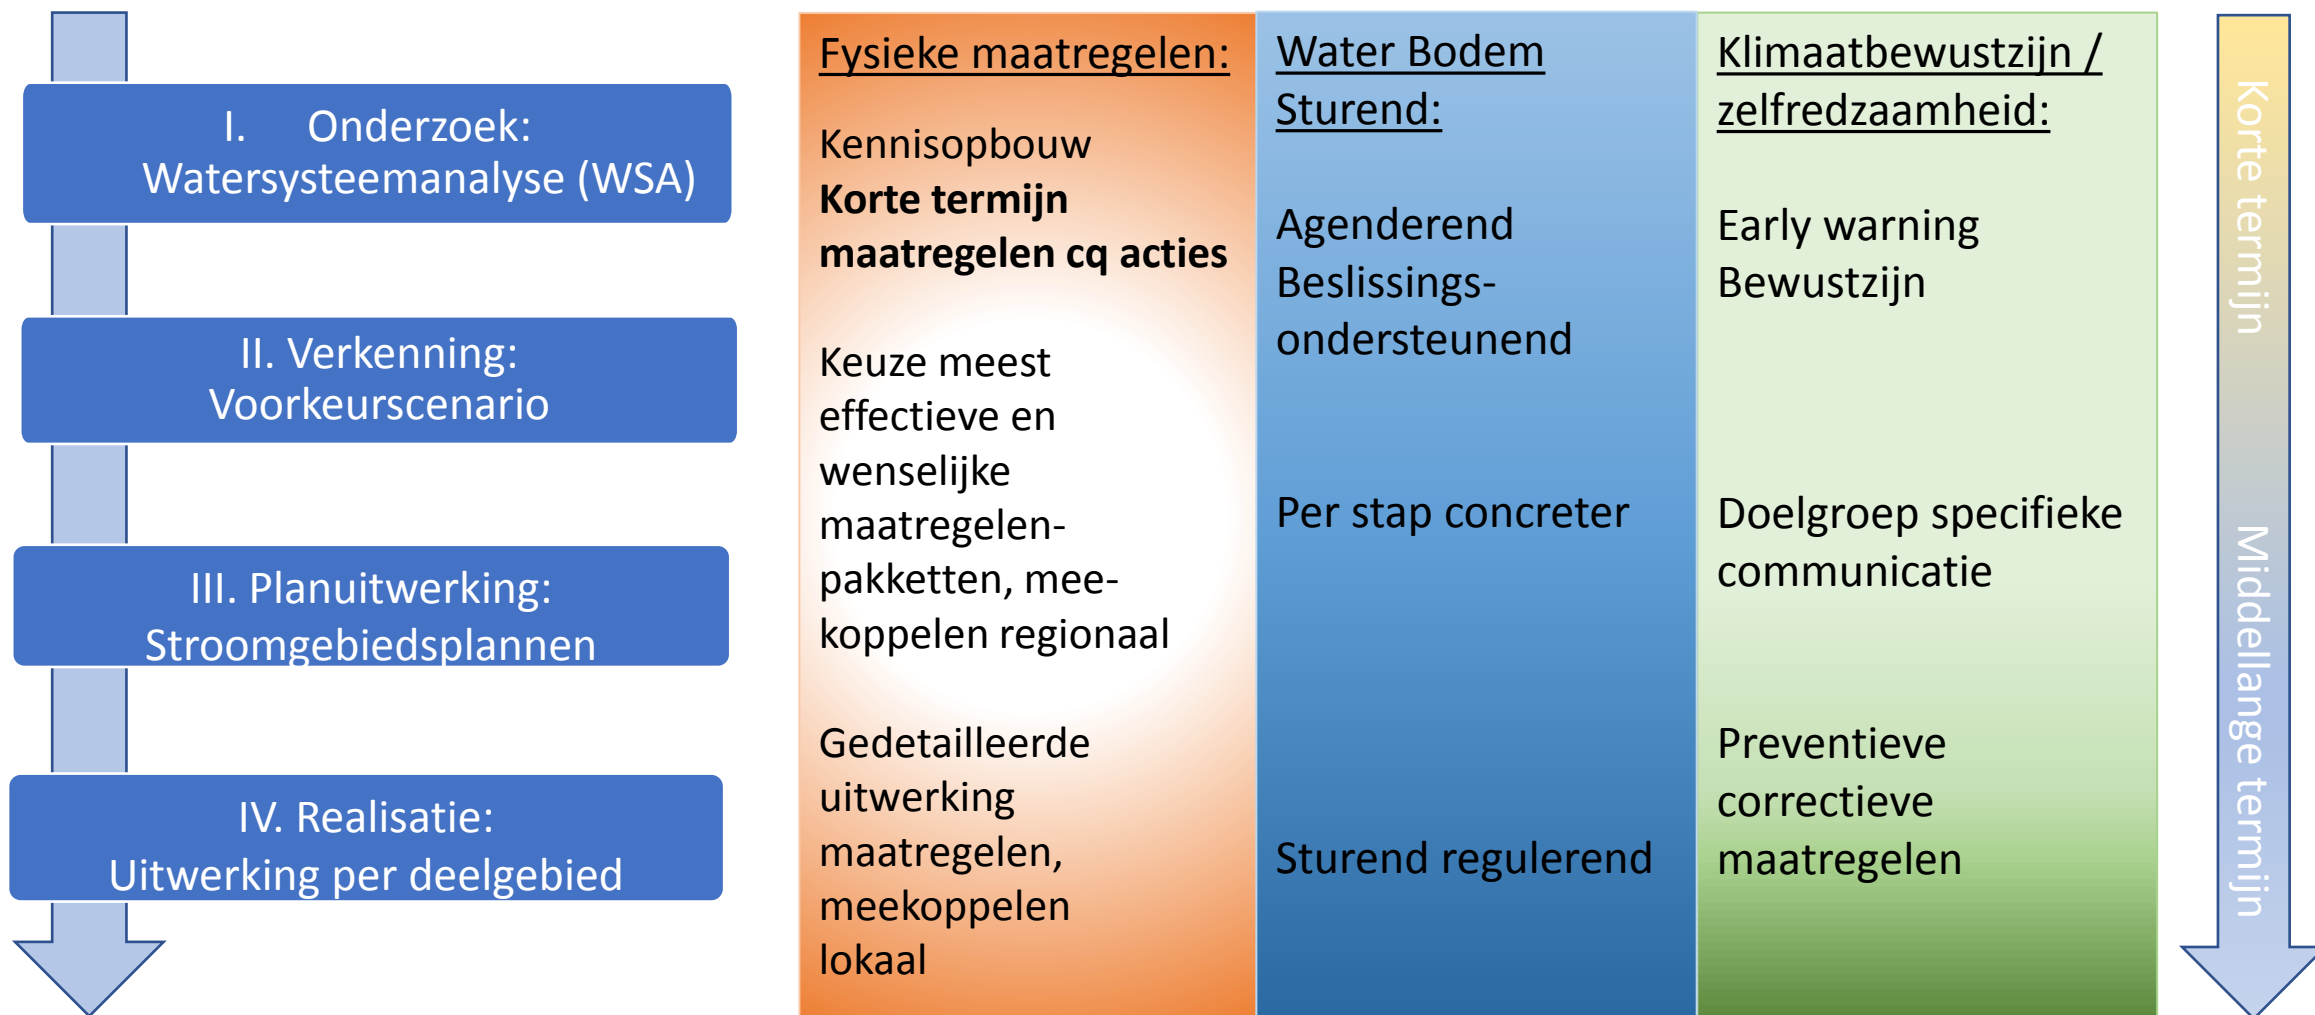 I. Onderzoek:
Watersysteemanalyse (WSA)
II. Verkenning:
Voorkeurscenario
III. Planuitwerking:
Stroomgebiedsplannen
IV. Realisatie:
Uitwerking per deelgebied
Fysieke maatregelen:
Kennisopbouw
Korte termijn
maatregelen cq acties
Keuze meest
effectieve en
wenselijke
maatregelen-
pakketten, mee-
koppelen regionaal
Gedetailleerde
uitwerking
maatregelen,
meekoppelen
lokaal
Water Bodem
Sturend:
Agenderend
Beslissings-
ondersteunend
Per stap concreter
Sturend regulerend
Klimaatbewustzijn /
zelfredzaamheid:
Early warning
Bewustzijn
Doelgroep specifieke
communicatie
Preventieve
correctieve
maatregelen
Korte termijn
Middellange termijn